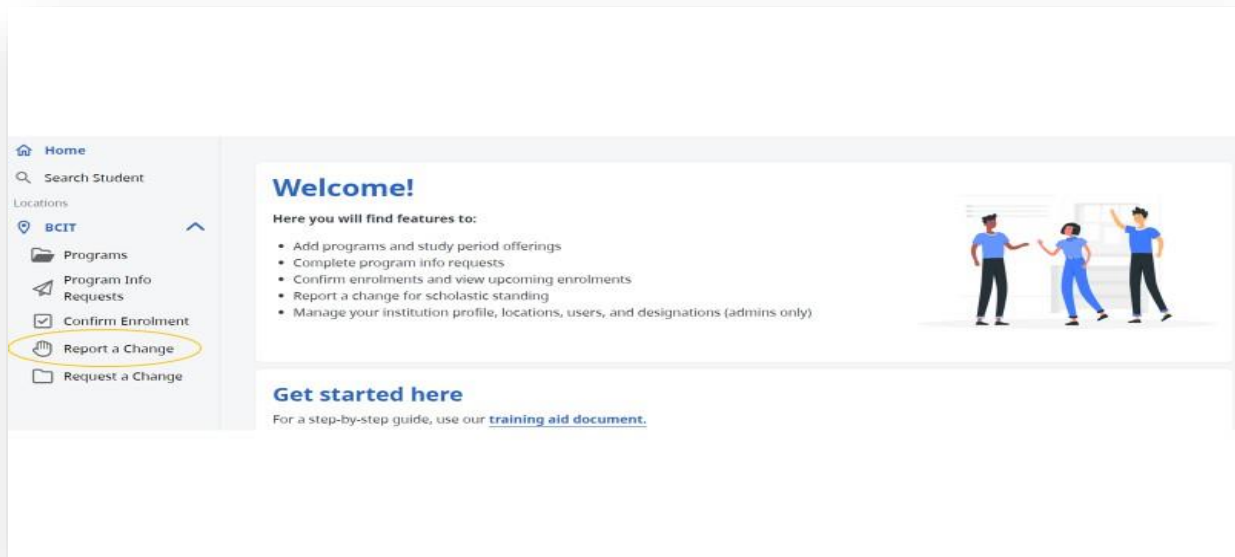 Home
Search Student
Locations
BCIT
Programs
Program Info
Requests
Confirm Enrolment
Report a Change
Request a Change
Welcome!
Here you will find features to:
• Add programs and study period offerings
• Complete program info requests
• Confirm enrolments and view upcoming enrolments
• Report a change for scholastic standing
• Manage your institution profile, locations, users, and designations (admins only)
Get started here
For a step-by-step guide, use our training aid document.